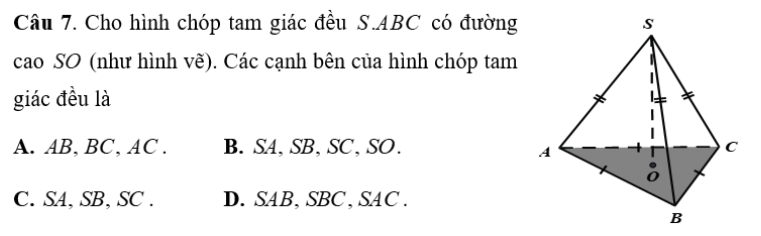 Câu 7. Cho hình chóp tam giác đều S.ABC có đường
cao SO (như hình vẽ). Các cạnh bên của hình chóp tam
giác đều là
A. AB, BC, AC.
B. SA, SB, SC, SO.
C. SA, SB, SC.
D. SAB, SBC, SAC.
S
A
C
O
B